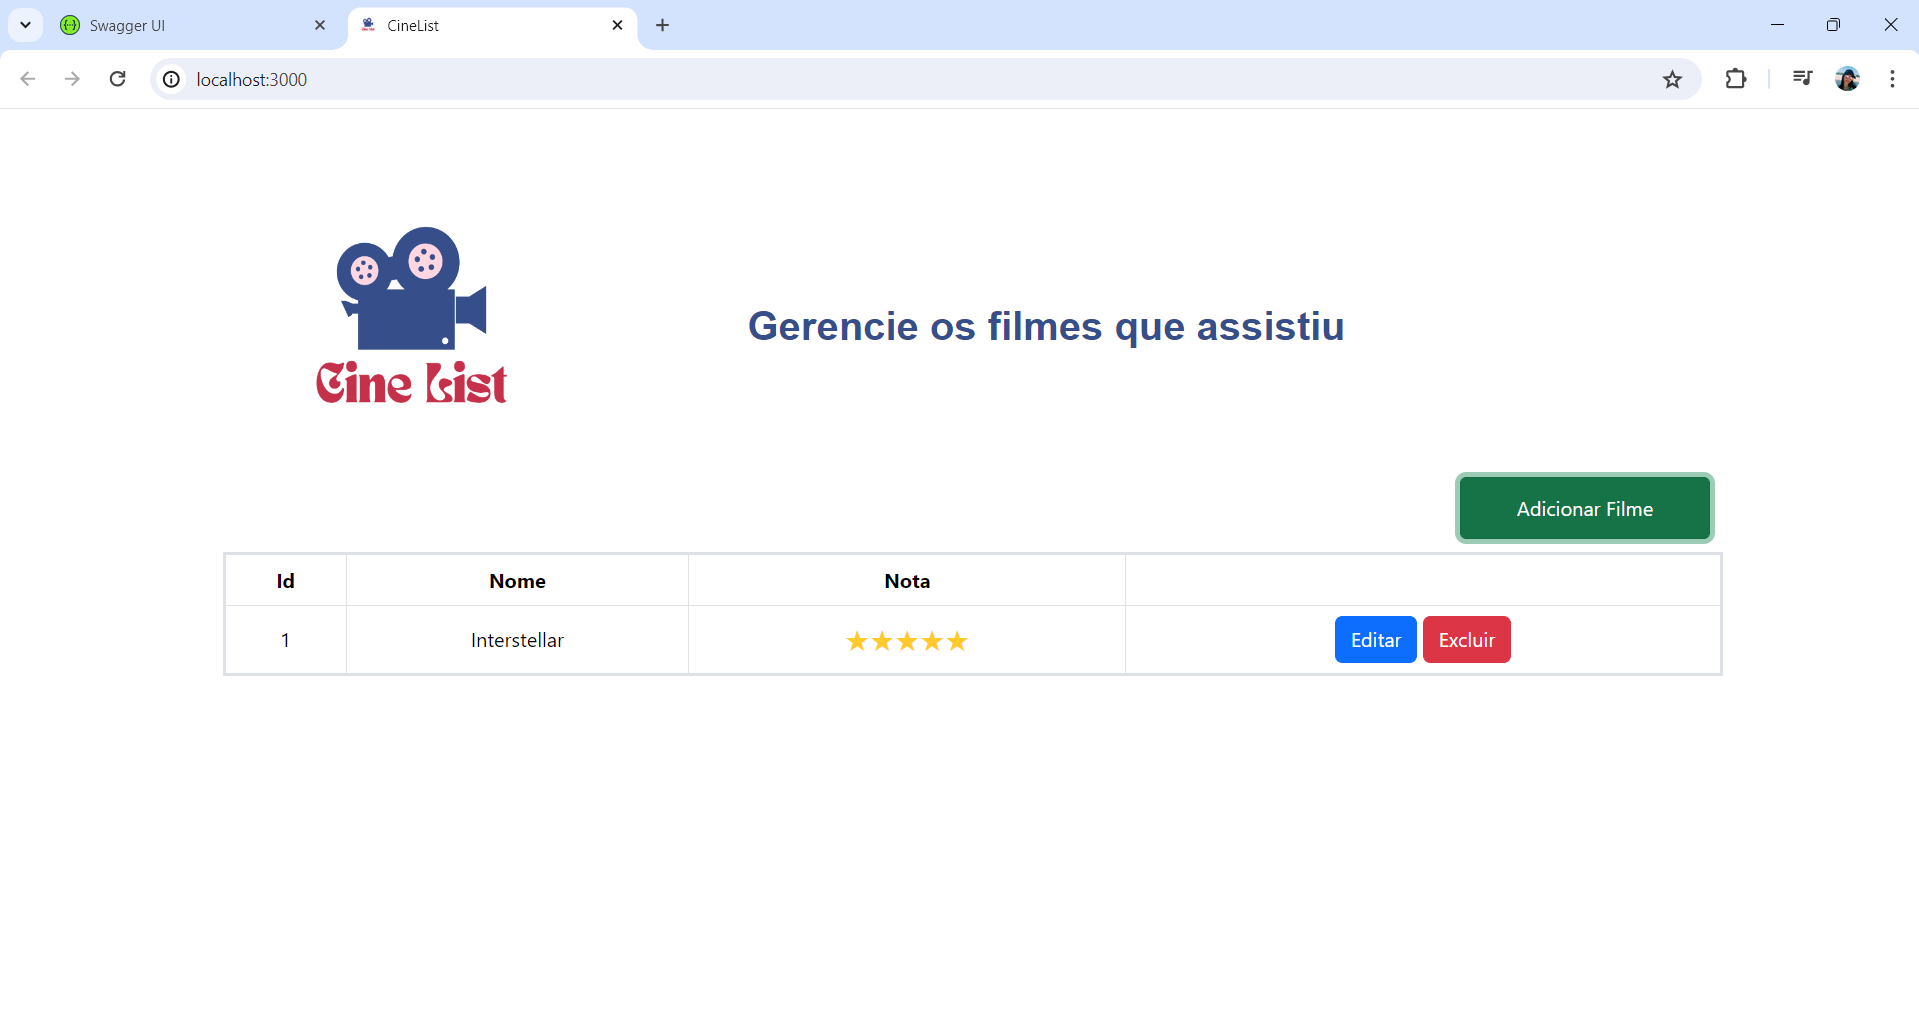 Swagger UI
CineList
localhost:3000
Cine List
Gerencie os filmes que assistiu
Adicionar Filme
Id Nome Nota
1 Interstellar ★★★★★ Editar Excluir